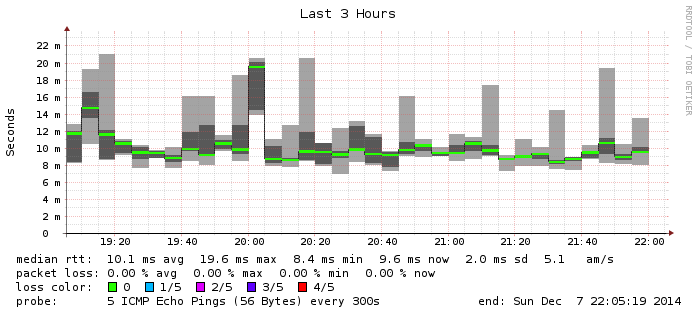 Last 3 Hours
RRDTOOL / TOBI OETIKER
Seconds
22 m
20 m
18 m
16 m
14 m
12 m
10 m
8 m
6 m
4 m
2 m
0
19:20 19:40 20:00 20:20 20:40 21:00 21:20 21:40 22:00
median rtt: 10.1 ms avg 19.6 ms max 8.4 ms min 9.6 ms now 2.0 ms sd 5.1 am/s
packet loss: 0.00 % avg 0.00 % max 0.00 % min 0.00 % now
loss color: 0 1/5 2/5 3/5 4/5
probe: 5 ICMP Echo Pings (56 Bytes) every 300s end: Sun Dec 7 22:05:19 2014